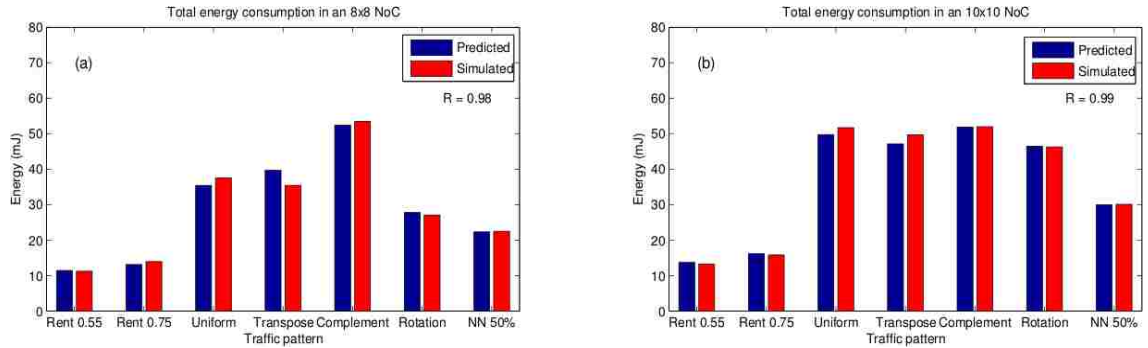 Total energy consumption in an 8x8 NoC
80
70
60
50
40
30
20
10
0
Energy (mJ)
(a)
Predicted
Simulated
R = 0.98
Rent 0.55 Rent 0.75 Uniform Transpose Complement Rotation NN 50%
Traffic pattern
Total energy consumption in an 10x10 NoC
80
70
60
50
40
30
20
10
0
Energy (mJ)
(b)
Predicted
Simulated
R = 0.99
Rent 0.55 Rent 0.75 Uniform Transpose Complement Rotation NN 50%
Traffic pattern